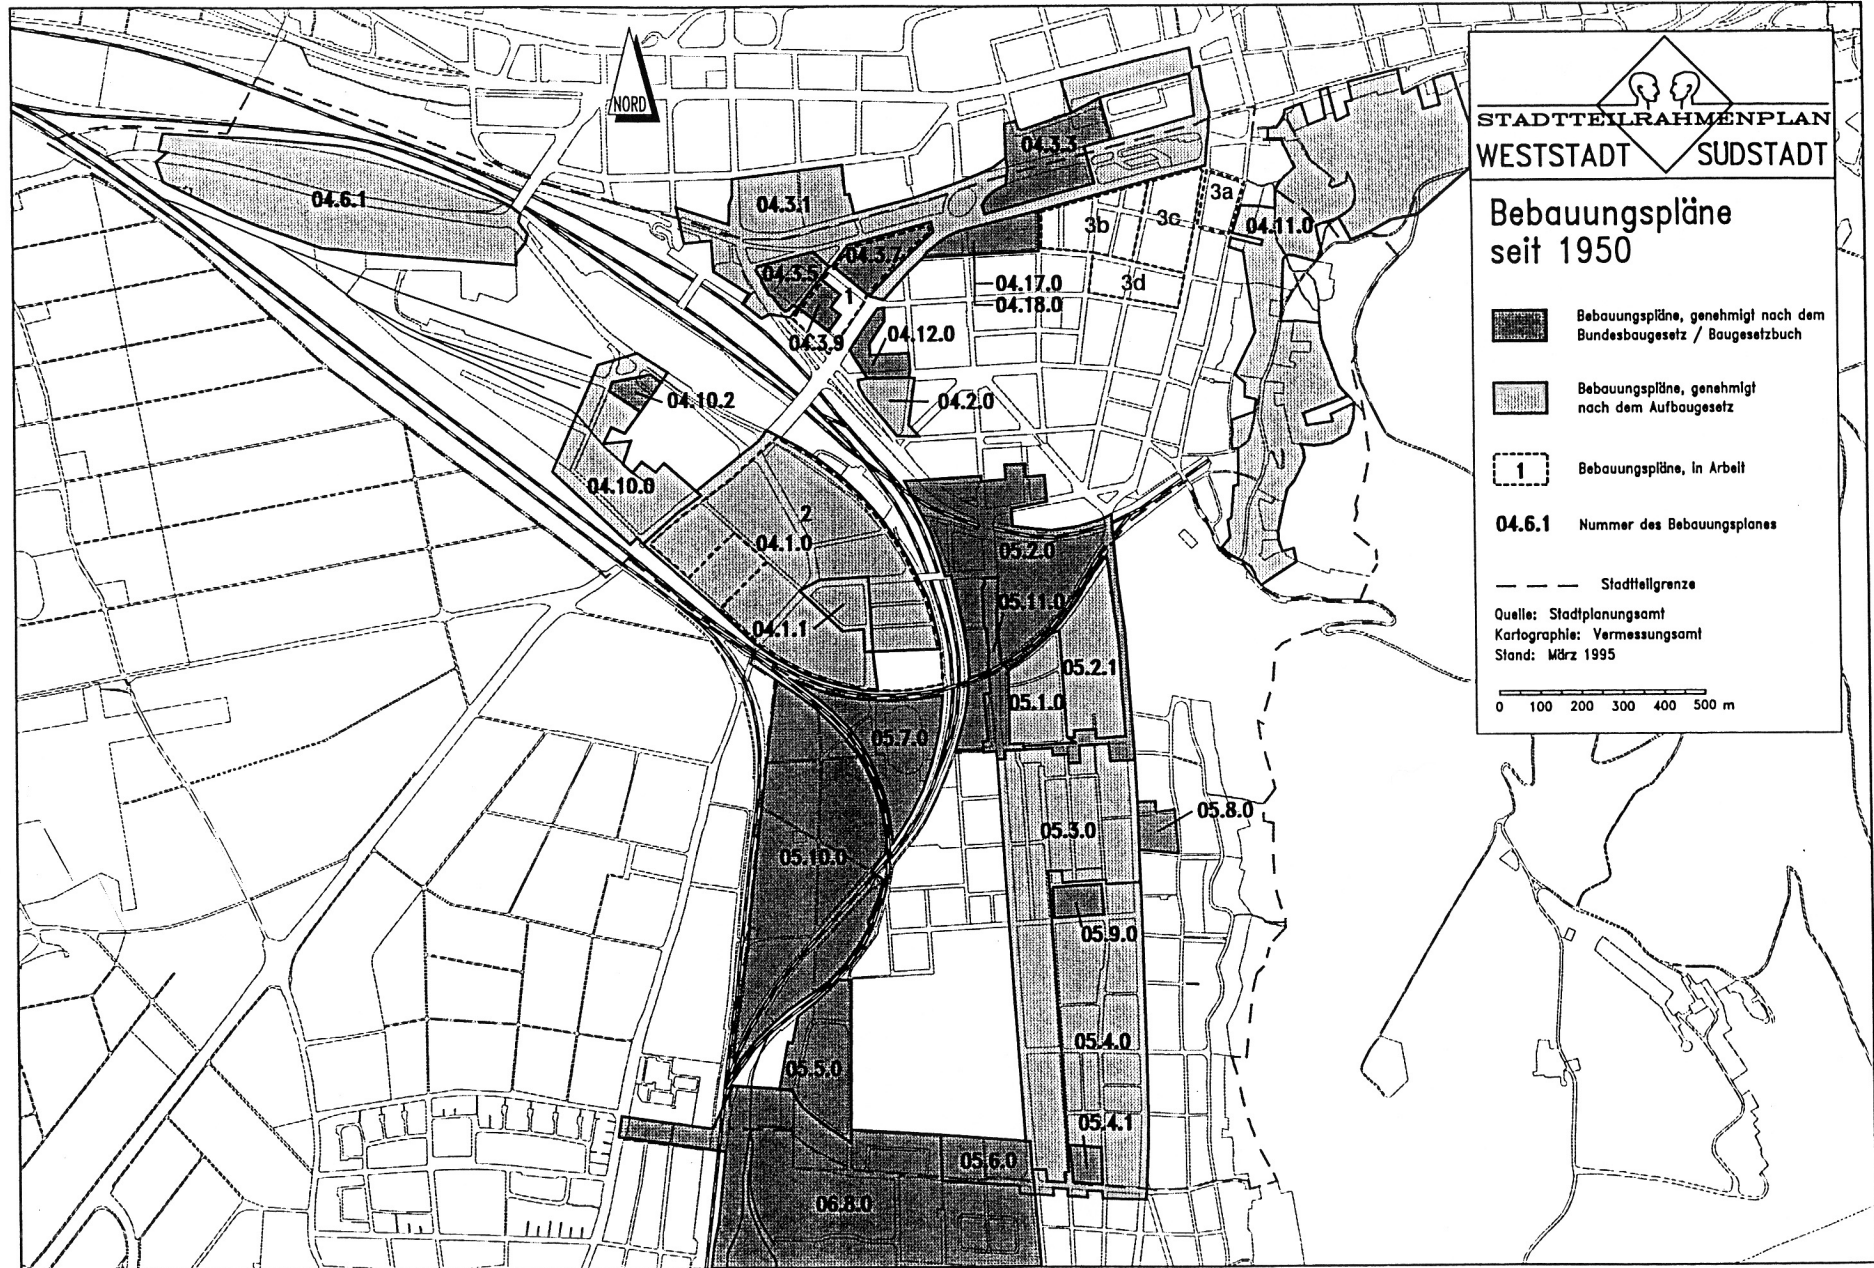 NORD
STADTTEILRAHMENPLAN
WESTSTADT SÜDSTADT
Bebauungspläne
seit 1950
Bebauungspläne, genehmigt nach dem
Bundesbaugesetz / Baugesetzbuch
Bebauungspläne, genehmigt
nach dem Aufbaugesetz
1 Bebauungspläne, in Arbeit
04.6.1 Nummer des Bebauungsplanes
Stadtteilgrenze
Quelle: Stadtplanungsamt
Kartographie: Vermessungsamt
Stand: März 1995
0 100 200 300 400 500 m
04.3.3
04.6.1
04.3.1
3a
3b
3c
04.11.0
04.3.7
04.3.5
3d
04.17.0
04.18.0
1
04.3.9
04.12.0
04.10.2
04.2.0
04.10.0
2
04.1.0
05.2.0
05.11.0
04.1.1
05.2.1
05.1.0
05.7.0
05.8.0
05.3.0
05.10.0
05.9.0
05.4.0
05.5.0
05.4.1
05.6.0
06.8.0